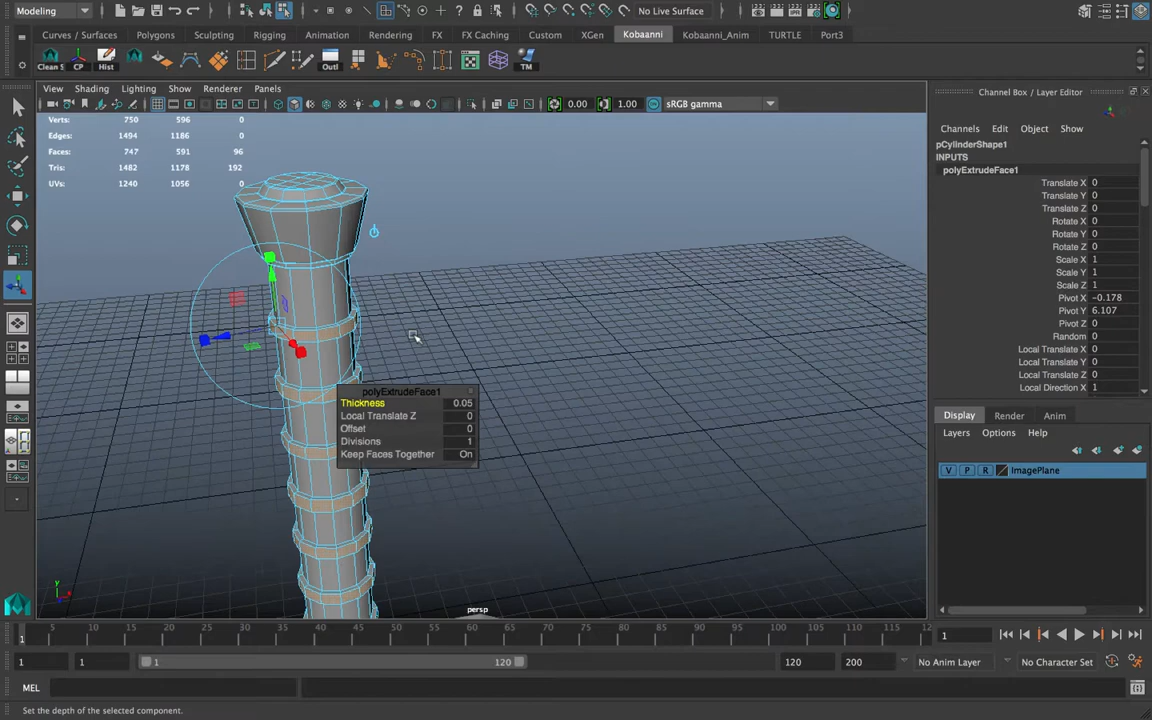 Modeling
No Live Surface
Curves / Surfaces Polygons Sculpting Rigging Animation Rendering FX FX Caching Custom XGen Kobaanni Kobaanni_Anim TURTLE Port3
Clean S CP Hist Outl TM
View Shading Lighting Show Renderer Panels
0.00 1.00 sRGB gamma
Verts: 750 596 0
Edges: 1494 1186 0
Faces: 747 591 96
Tris: 1482 1178 192
UVs: 1240 1056 0
polyExtrudeFace1
Thickness 0.05
Local Translate Z 0
Offset 0
Divisions 1
Keep Faces Together On
y
persp
Channel Box / Layer Editor
Channels Edit Object Show
pCylinderShape1
INPUTS
polyExtrudeFace1
Translate X 0
Translate Y 0
Translate Z 0
Rotate X 0
Rotate Y 0
Rotate Z 0
Scale X 1
Scale Y 1
Scale Z 1
Pivot X -0.178
Pivot Y 6.107
Pivot Z 0
Random 0
Local Translate X 0
Local Translate Y 0
Local Translate Z 0
Local Direction X 1
Display Render Anim
Layers Options Help
V P R ImagePlane
1 5 10 15 20 25 30 35 40 45 50 55 60 65 70 75 80 85 90 95 100 105 110 115 12
1
1 1 1 120 120 200 No Anim Layer No Character Set
MEL
Set the depth of the selected component.